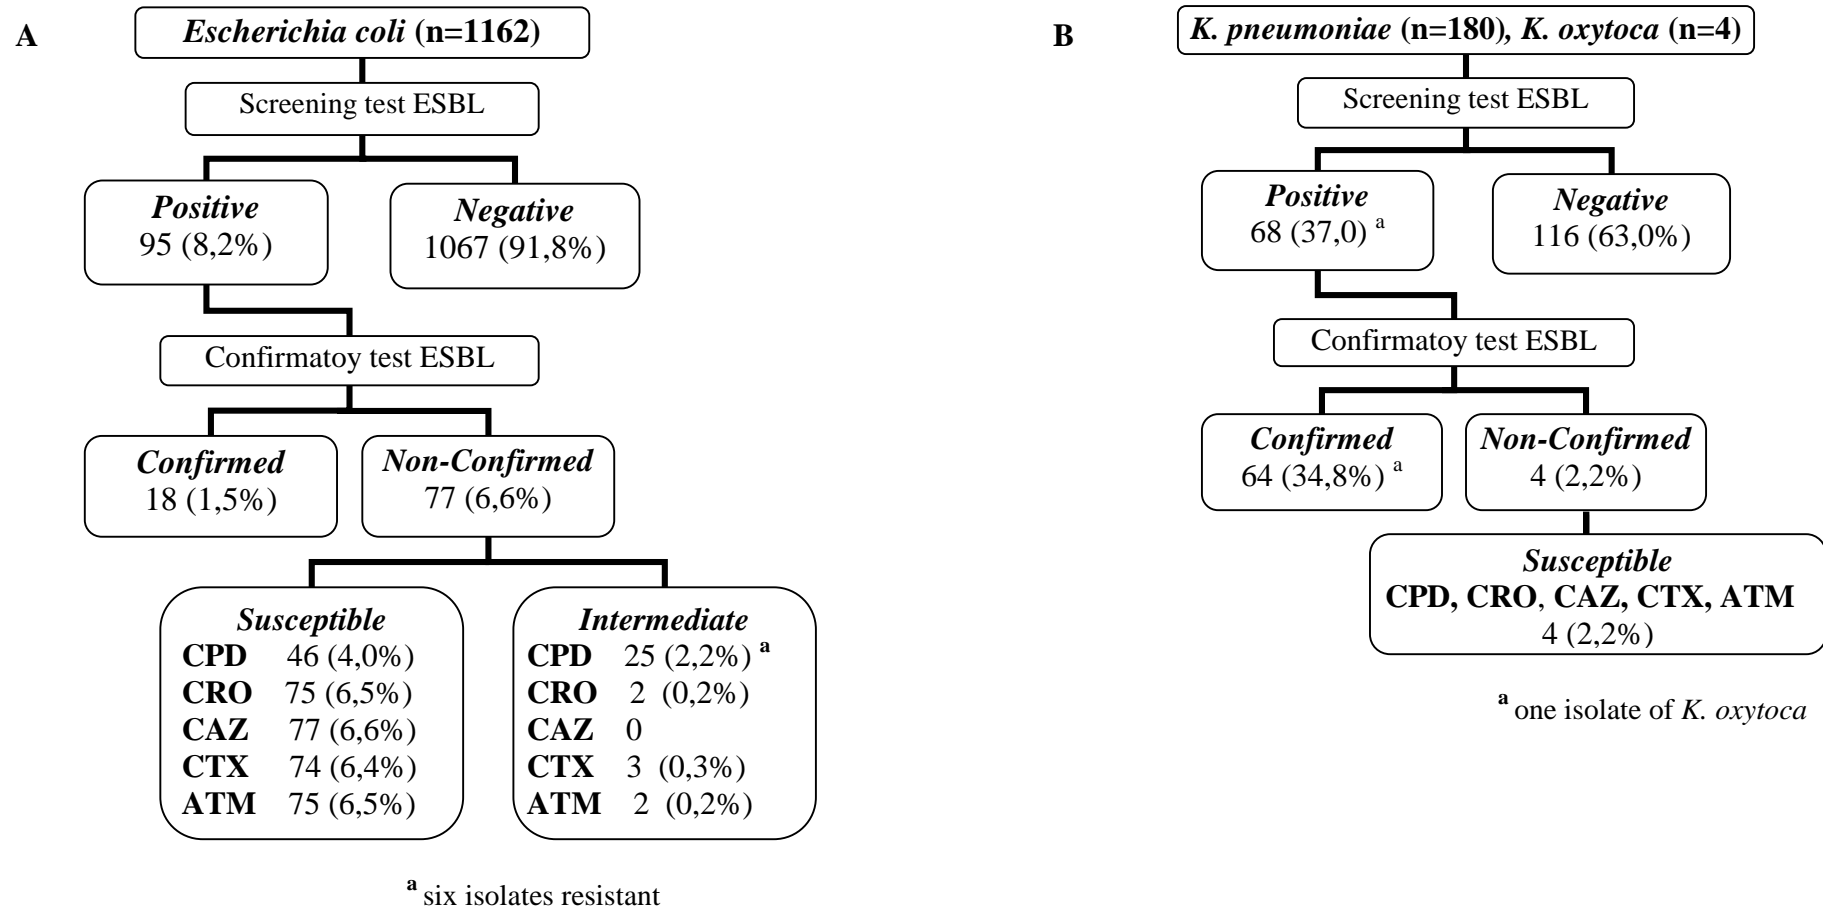 A
Escherichia coli (n=1162)
Screening test ESBL
Positive
95 (8,2%)
Negative
1067 (91,8%)
Confirmatoy test ESBL
Confirmed
18 (1,5%)
Non-Confirmed
77 (6,6%)
Susceptible
CPD 46 (4,0%)
CRO 75 (6,5%)
CAZ 77 (6,6%)
CTX 74 (6,4%)
ATM 75 (6,5%)
Intermediate
CPD 25 (2,2%) a
CRO 2 (0,2%)
CAZ 0
CTX 3 (0,3%)
ATM 2 (0,2%)
a six isolates resistant
B
K. pneumoniae (n=180), K. oxytoca (n=4)
Screening test ESBL
Positive
68 (37,0) a
Negative
116 (63,0%)
Confirmatoy test ESBL
Confirmed
64 (34,8%) a
Non-Confirmed
4 (2,2%)
Susceptible
CPD, CRO, CAZ, CTX, ATM
4 (2,2%)
a one isolate of K. oxytoca